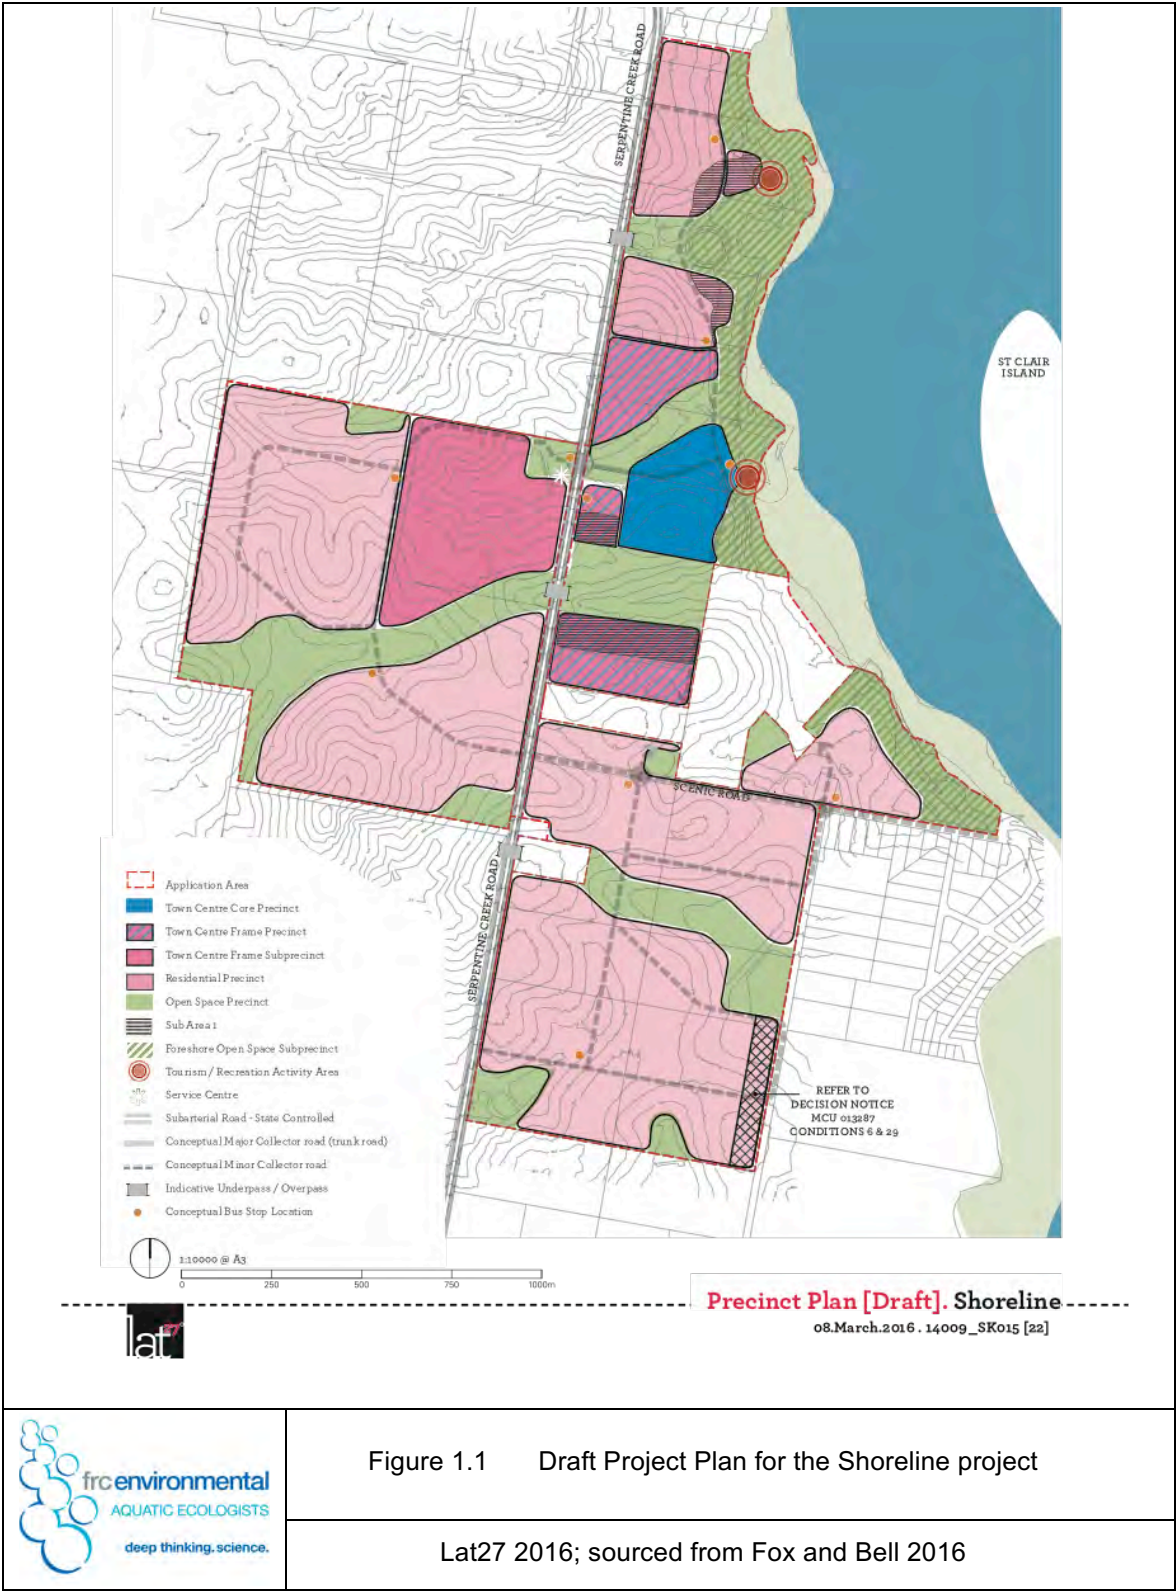 SERPENTINE CREEK ROAD
ST CLAIR
ISLAND
SCENIC ROAD
SERPENTINE CREEK ROAD
REFER TO
DECISION NOTICE
MCU 013287
CONDITIONS 6 & 29
Application Area
Town Centre Core Precinct
Town Centre Frame Precinct
Town Centre Frame Subprecinct
Residential Precinct
Open Space Precinct
Sub Area 1
Foreshore Open Space Subprecinct
Tourism / Recreation Activity Area
Service Centre
Subarterial Road - State Controlled
Conceptual Major Collector road (trunk road)
Conceptual Minor Collector road
Indicative Underpass / Overpass
Conceptual Bus Stop Location
1:10000 @ A3
0 250 500 750 1000m
Precinct Plan [Draft]. Shoreline
08.March.2016 . 14009_SK015 [22]
lat27
frcenvironmental
AQUATIC ECOLOGISTS
deep thinking. science.
Figure 1.1 Draft Project Plan for the Shoreline project
Lat27 2016; sourced from Fox and Bell 2016